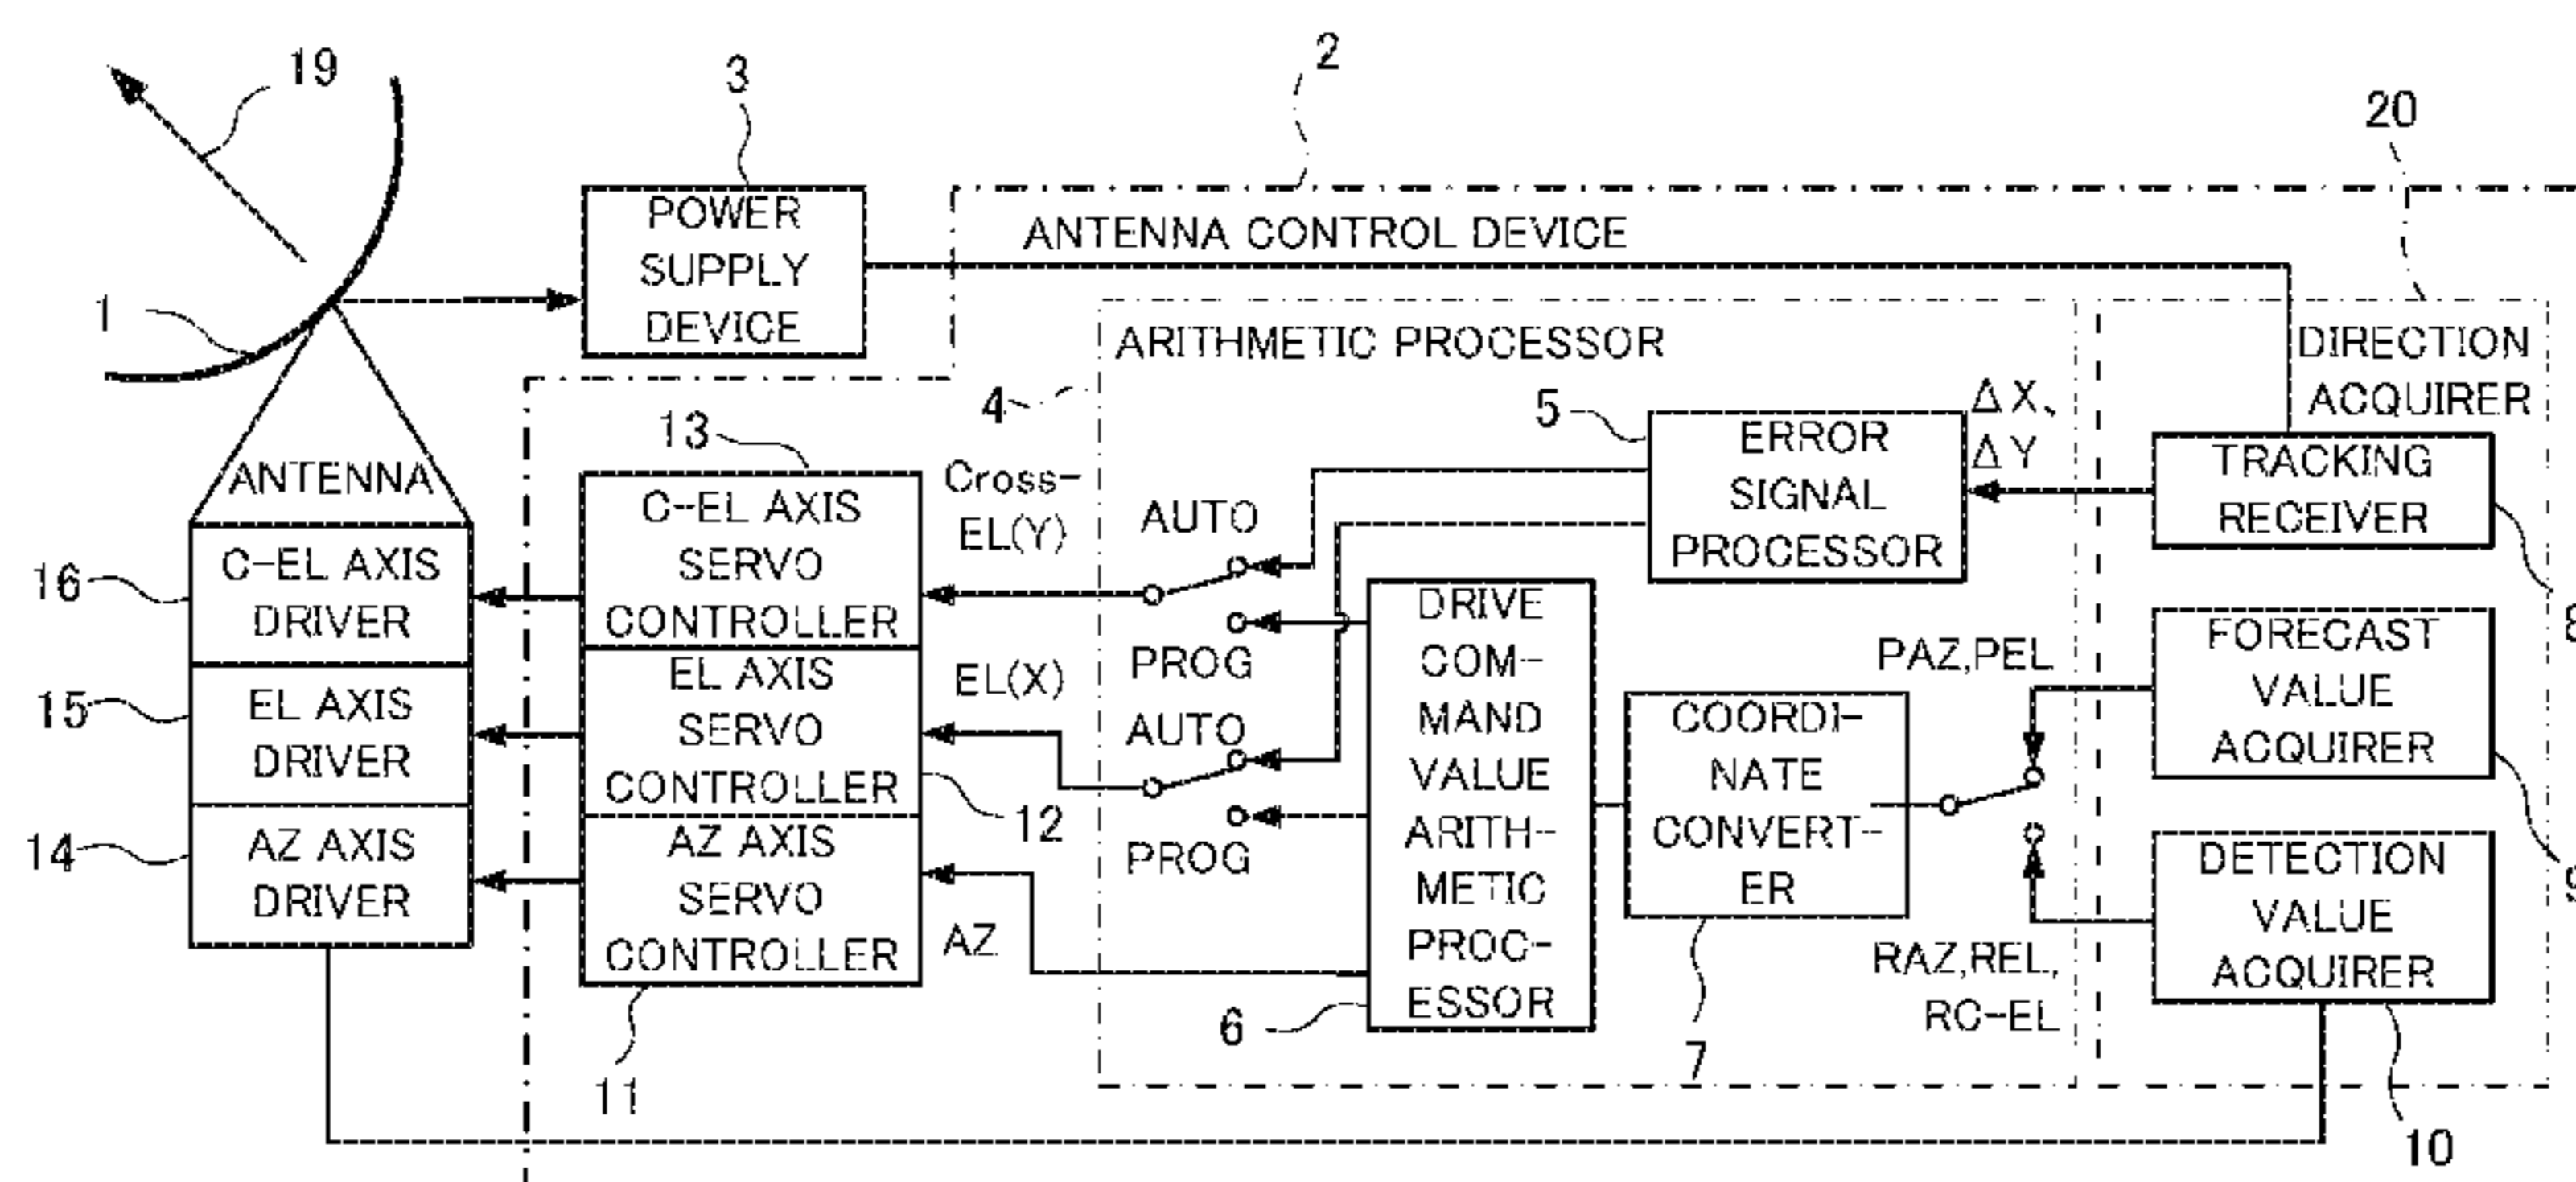 19
3
2
20
POWER
SUPPLY
DEVICE
ANTENNA CONTROL DEVICE
1
ARITHMETIC PROCESSOR
DIRECTION
ACQUIRER
4
5
ΔX、
ΔY
ERROR
SIGNAL
PROCESSOR
TRACKING
RECEIVER
8
13
Cross-
EL(Y)
AUTO
PROG
ANTENNA
C-EL AXIS
SERVO
CONTROLLER
C-EL AXIS
DRIVER
16
EL AXIS
SERVO
CONTROLLER
EL(X)
AUTO
PROG
12
EL AXIS
DRIVER
15
AZ AXIS
SERVO
CONTROLLER
AZ
11
AZ AXIS
DRIVER
14
DRIVE
COM-
MAND
VALUE
ARITH-
METIC
PROC-
ESSOR
6
COORDI-
NATE
CONVERT-
ER
7
PAZ,PEL
FORECAST
VALUE
ACQUIRER
9
RAZ,REL,
RC-EL
DETECTION
VALUE
ACQUIRER
10